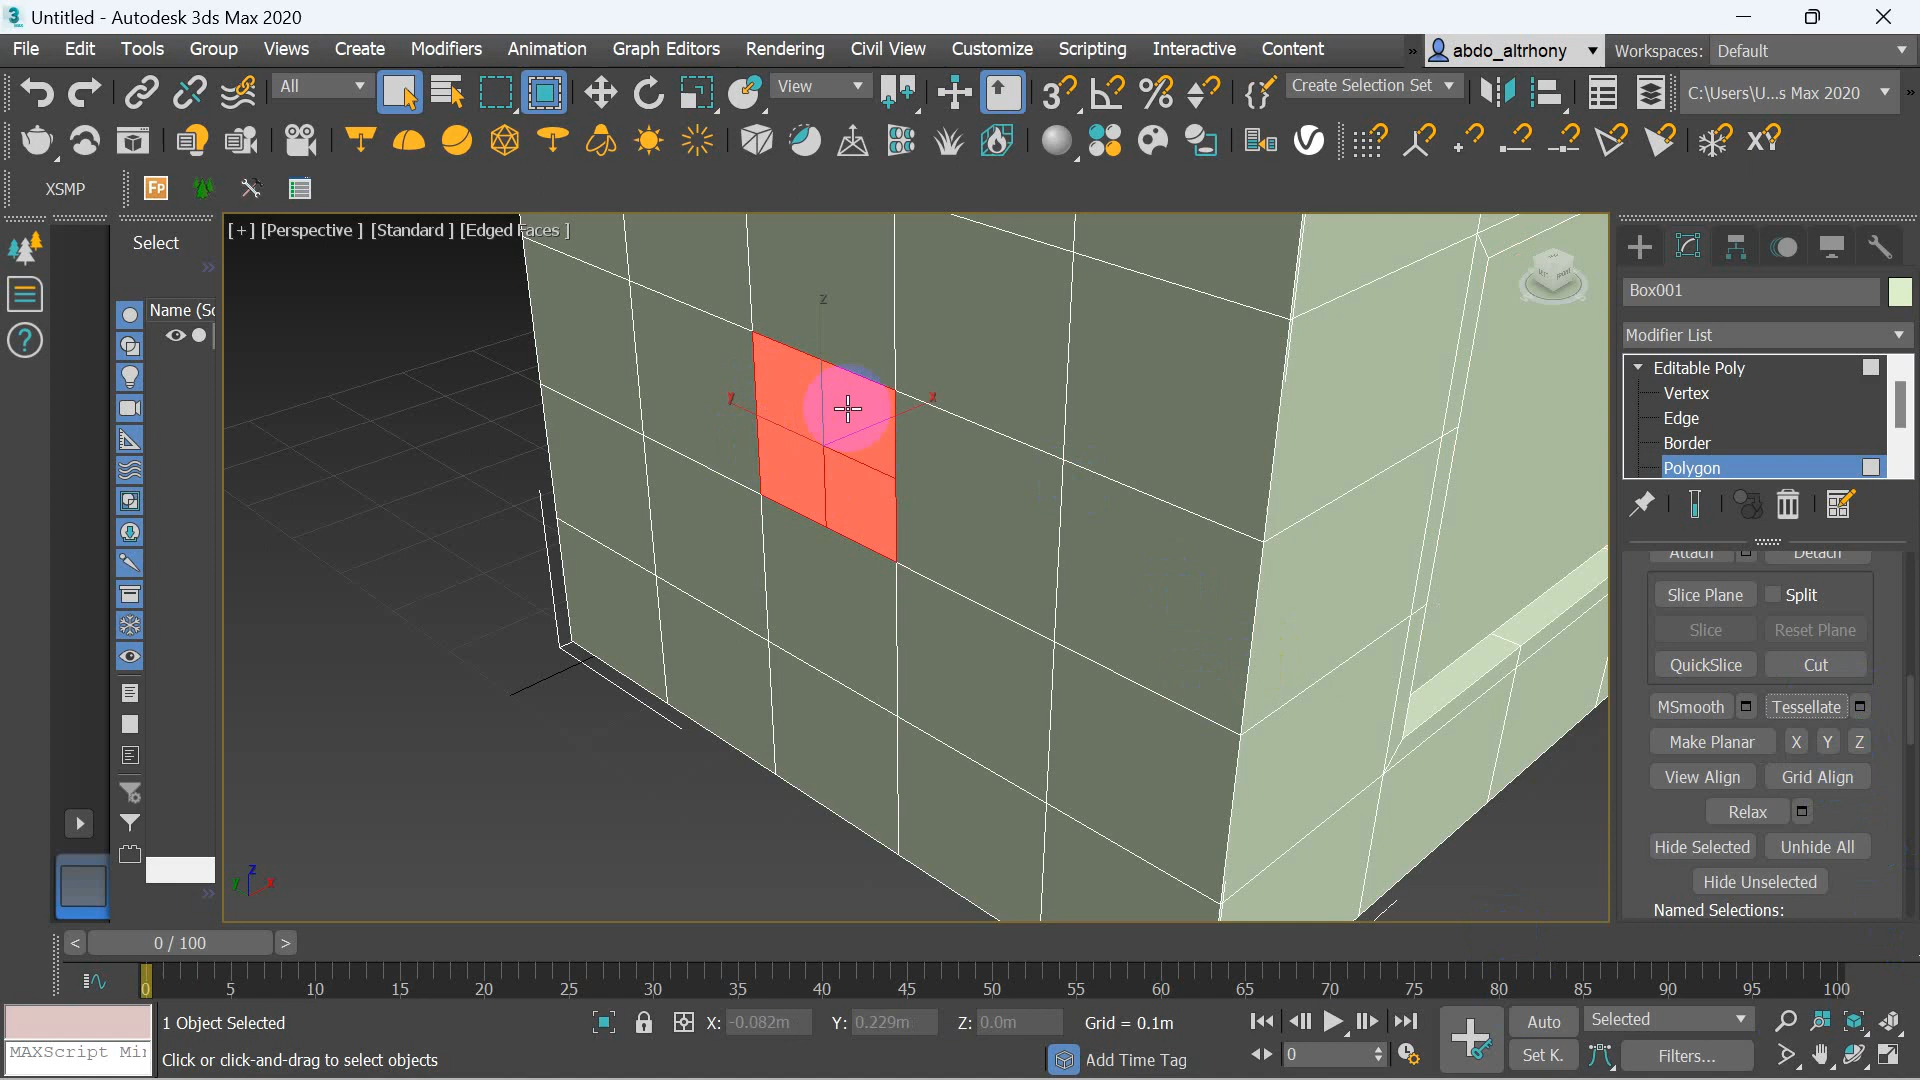 Untitled - Autodesk 3ds Max 2020
File Edit Tools Group Views Create Modifiers Animation Graph Editors Rendering Civil View Customize Scripting Interactive Content
abdo_altrhony
Workspaces: Default
All
View
Create Selection Set
C:\Users\U...s Max 2020
XSMP
Select
Name (Sc
[ + ] [Perspective ] [Standard ] [Edged Faces ]
z
y
x
z
y
x
Box001
Modifier List
Editable Poly
Vertex
Edge
Border
Polygon
Attach Detach
Slice Plane Split
Slice Reset Plane
QuickSlice Cut
MSmooth Tessellate
Make Planar X Y Z
View Align Grid Align
Relax
Hide Selected Unhide All
Hide Unselected
Named Selections:
< 0 / 100 >
0 5 10 15 20 25 30 35 40 45 50 55 60 65 70 75 80 85 90 95 100
1 Object Selected
X: -0.082m Y: 0.229m Z: 0.0m Grid = 0.1m
Auto Selected
MAXScript Mi
Click or click-and-drag to select objects
Add Time Tag
0
Set K. Filters...